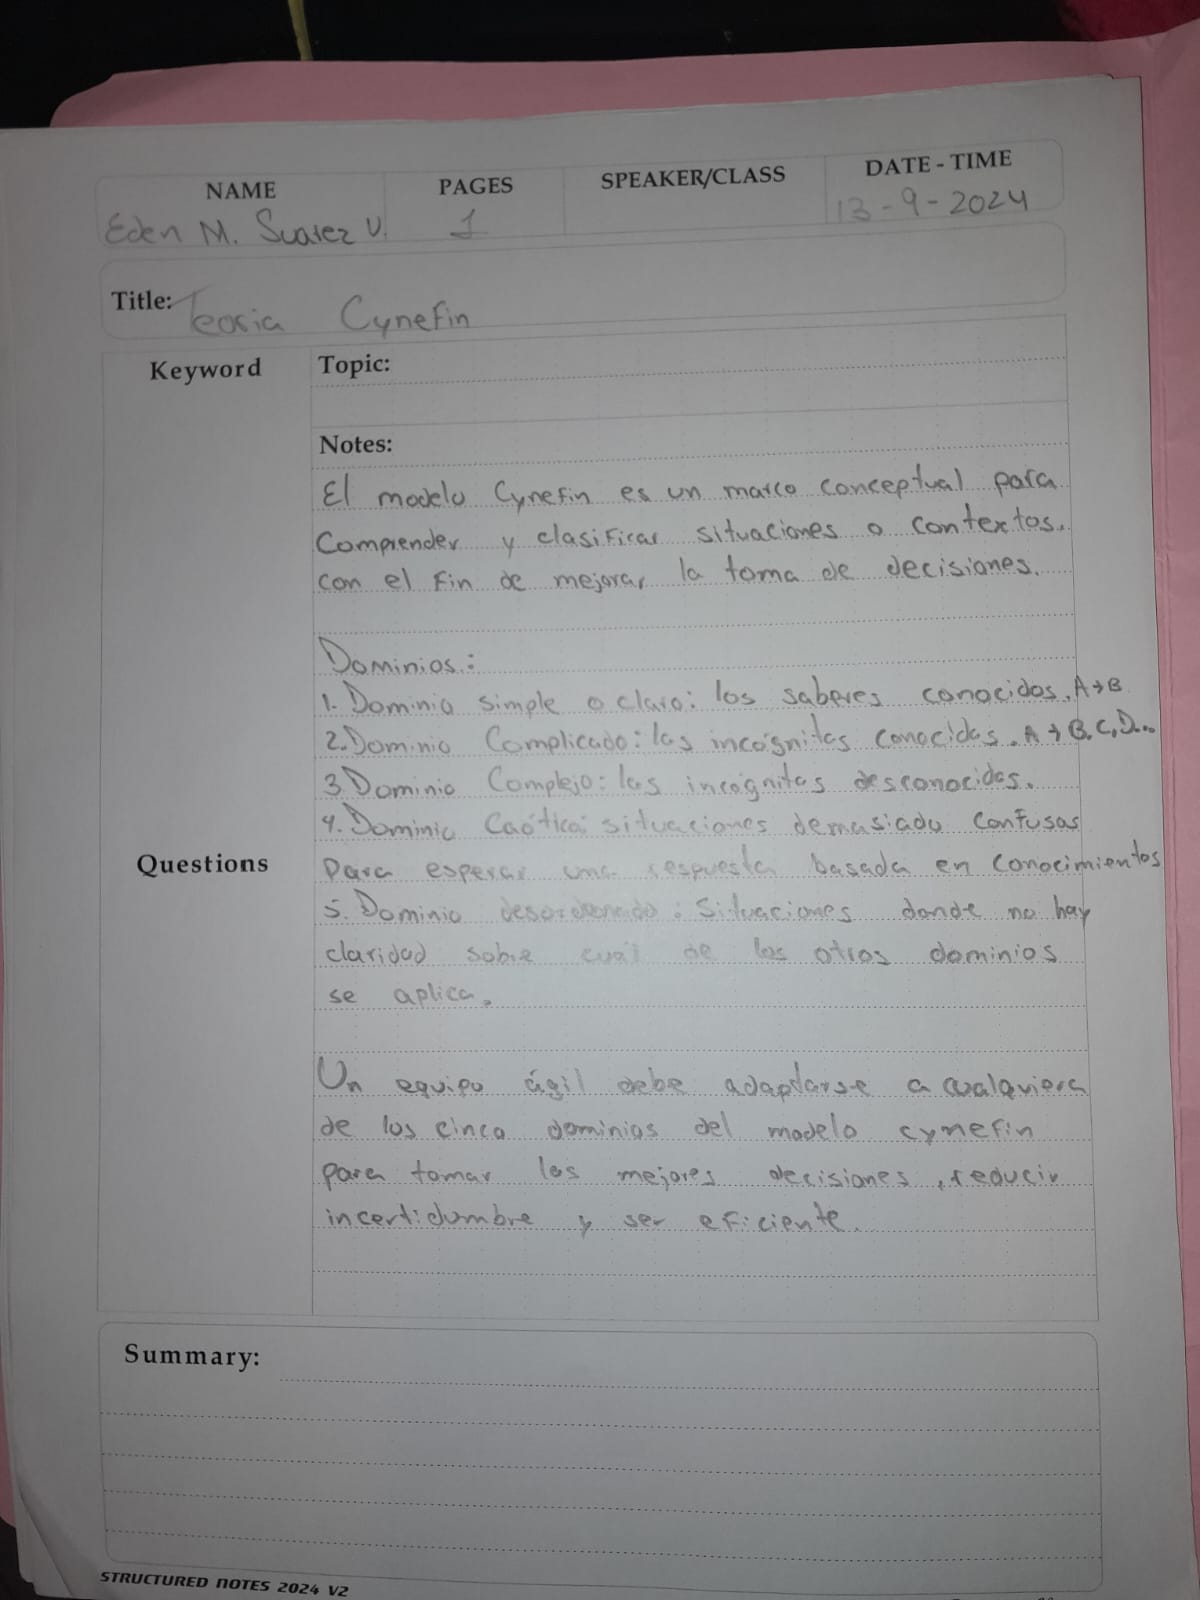 NAME PAGES SPEAKER/CLASS DATE - TIME
Eden M. Suarez V. 1 13-9-2024
Title: Teoria Cynefin
Keyword Topic:
Notes:
El modelo Cynefin es un marco conceptual para
Comprender y clasificar situaciones o contextos.
con el fin de mejorar la toma de decisiones.
Dominios:
1. Dominio simple o claro: los saberes conocidos. A→B
2. Dominio Complicado: las incógnitas conocidas. A → B, C, D...
3. Dominio Complejo: las incógnitas desconocidas.
4. Dominio Caótico: situaciones demasiado confusas
Questions
para esperar una respuesta basada en conocimientos
5. Dominio desordenado: Situaciones donde no hay
claridad sobre cual de los otros dominios
se aplica.
Un equipo ágil debe adaptarse a cualquiera
de los cinco dominios del modelo cynefin
para tomar las mejores decisiones, reducir
incertidumbre y ser eficiente.
Summary:
STRUCTURED NOTES 2024 V2